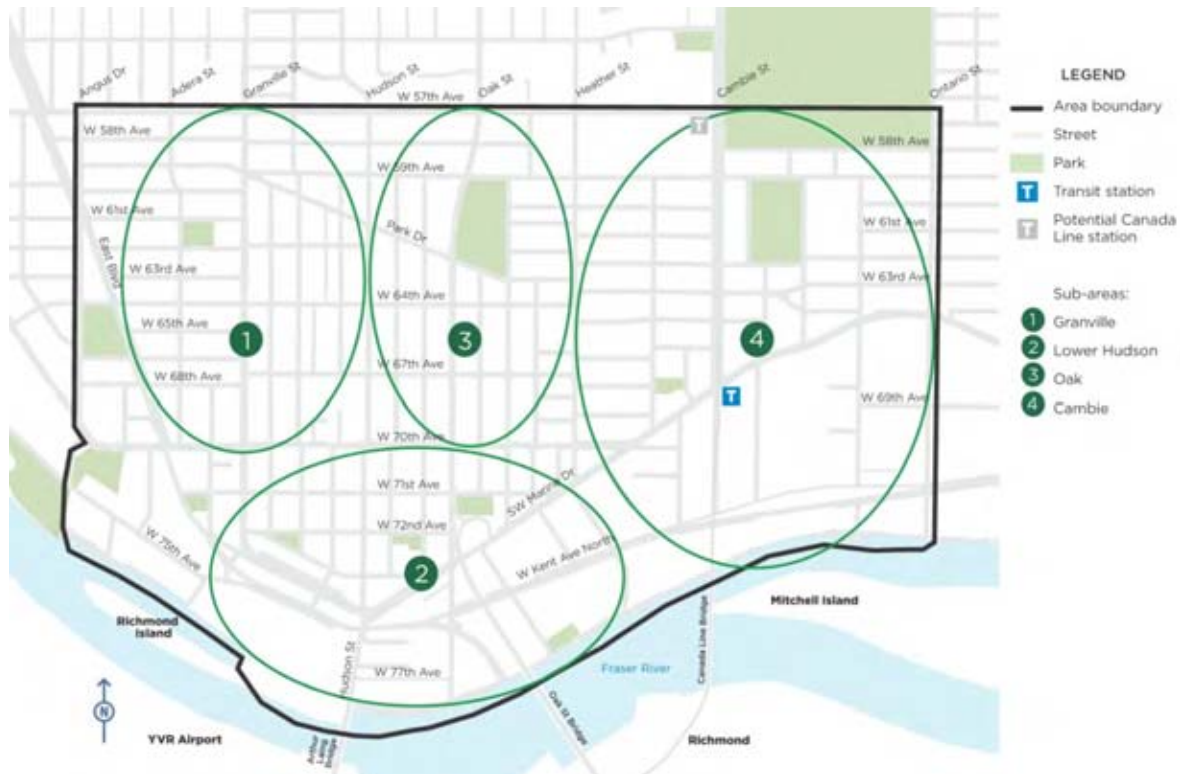 Angus Dr
Adera St
Granville St
Hudson St
W 57th Ave
Oak St
Heather St
Cambie St
Ontario St
T
W 58th Ave
W 58th Ave
W 59th Ave
W 61st Ave
W 61st Ave
Park Dr
East Blvd
W 63rd Ave
W 63rd Ave
W 64th Ave
W 65th Ave
1
3
4
W 67th Ave
W 68th Ave
T
W 69th Ave
W 70th Ave
W 71st Ave
SW Marine Dr
W 72nd Ave
W 75th Ave
W Kent Ave North
2
Richmond
Island
Mitchell Island
Canada Line Bridge
Hudson St
W 77th Ave
Fraser River
Oak St Bridge
N
YVR Airport
Arthur
Laing
Bridge
Richmond
LEGEND
Area boundary
Street
Park
T Transit station
T Potential Canada
Line station
Sub-areas:
1 Granville
2 Lower Hudson
3 Oak
4 Cambie